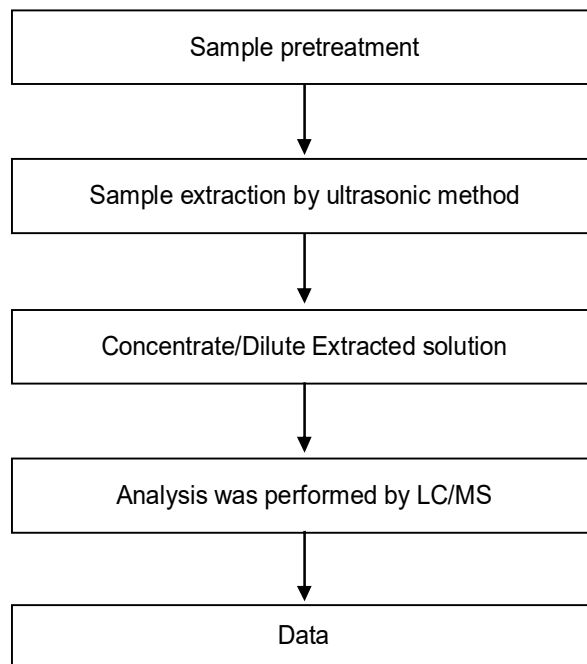 Sample pretreatment
Sample extraction by ultrasonic method
Concentrate/Dilute Extracted solution
Analysis was performed by LC/MS
Data